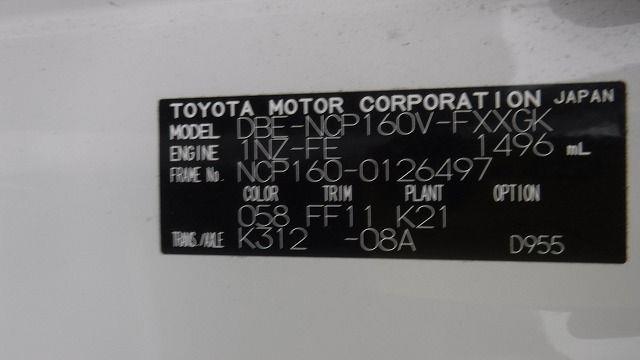 TOYOTA MOTOR CORPORATION JAPAN
MODEL DBE-NCP160V-FXXGK
ENGINE 1NZ-FE 1496 mL
FRAME No. NCP160-0126497
COLOR TRIM PLANT OPTION
058 FF11 K21
TRANS./AXLE K312 -08A D955